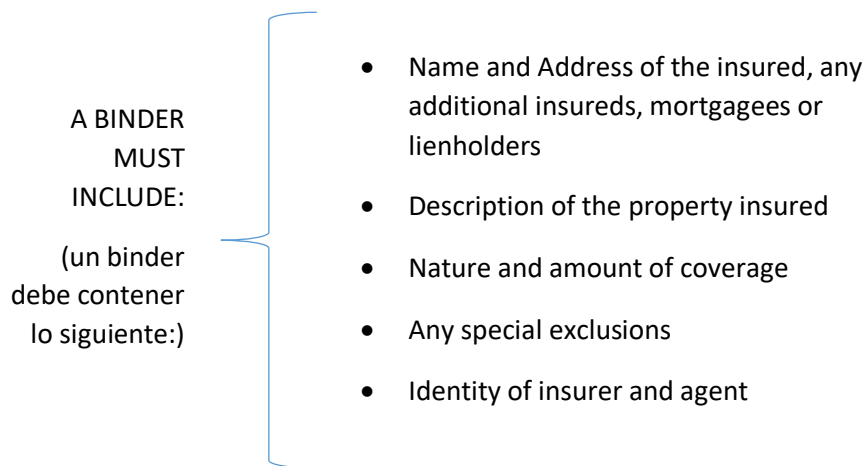 A BINDER
MUST
INCLUDE:
(un binder
debe contener
lo siguiente:)
• Name and Address of the insured, any
additional insureds, mortgagees or
lienholders
• Description of the property insured
• Nature and amount of coverage
• Any special exclusions
• Identity of insurer and agent